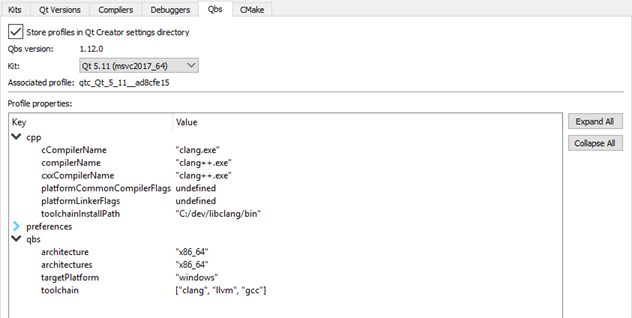 Kits Qt Versions Compilers Debuggers Qbs CMake
Store profiles in Qt Creator settings directory
Qbs version: 1.12.0
Kit: Qt 5.11 (msvc2017_64)
Associated profile: qtc_Qt_5_11__ad8cfe15
Profile properties:
Key Value Expand All
cpp Collapse All
cCompilerName "clang.exe"
compilerName "clang++.exe"
cxxCompilerName "clang++.exe"
platformCommonCompilerFlags undefined
platformLinkerFlags undefined
toolchainInstallPath "C:/dev/libclang/bin"
preferences
qbs
architecture "x86_64"
architectures "x86_64"
targetPlatform "windows"
toolchain ["clang", "llvm", "gcc"]